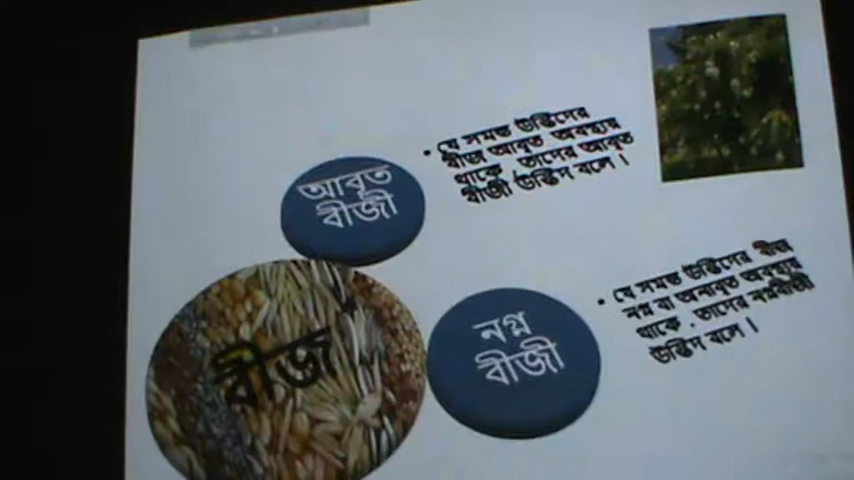 যে সমস্ত উদ্ভিদের
বীজ আবৃত অবস্থায়
থাকে , তাদের আবৃত
বীজী উদ্ভিদ বলে ।
আবৃত
বীজী
যে সমস্ত উদ্ভিদের বীজ
নগ্ন বা অনাবৃত অবস্থায়
থাকে , তাদের নগ্নবীজী
উদ্ভিদ বলে ।
নগ্ন
বীজী
বীজ